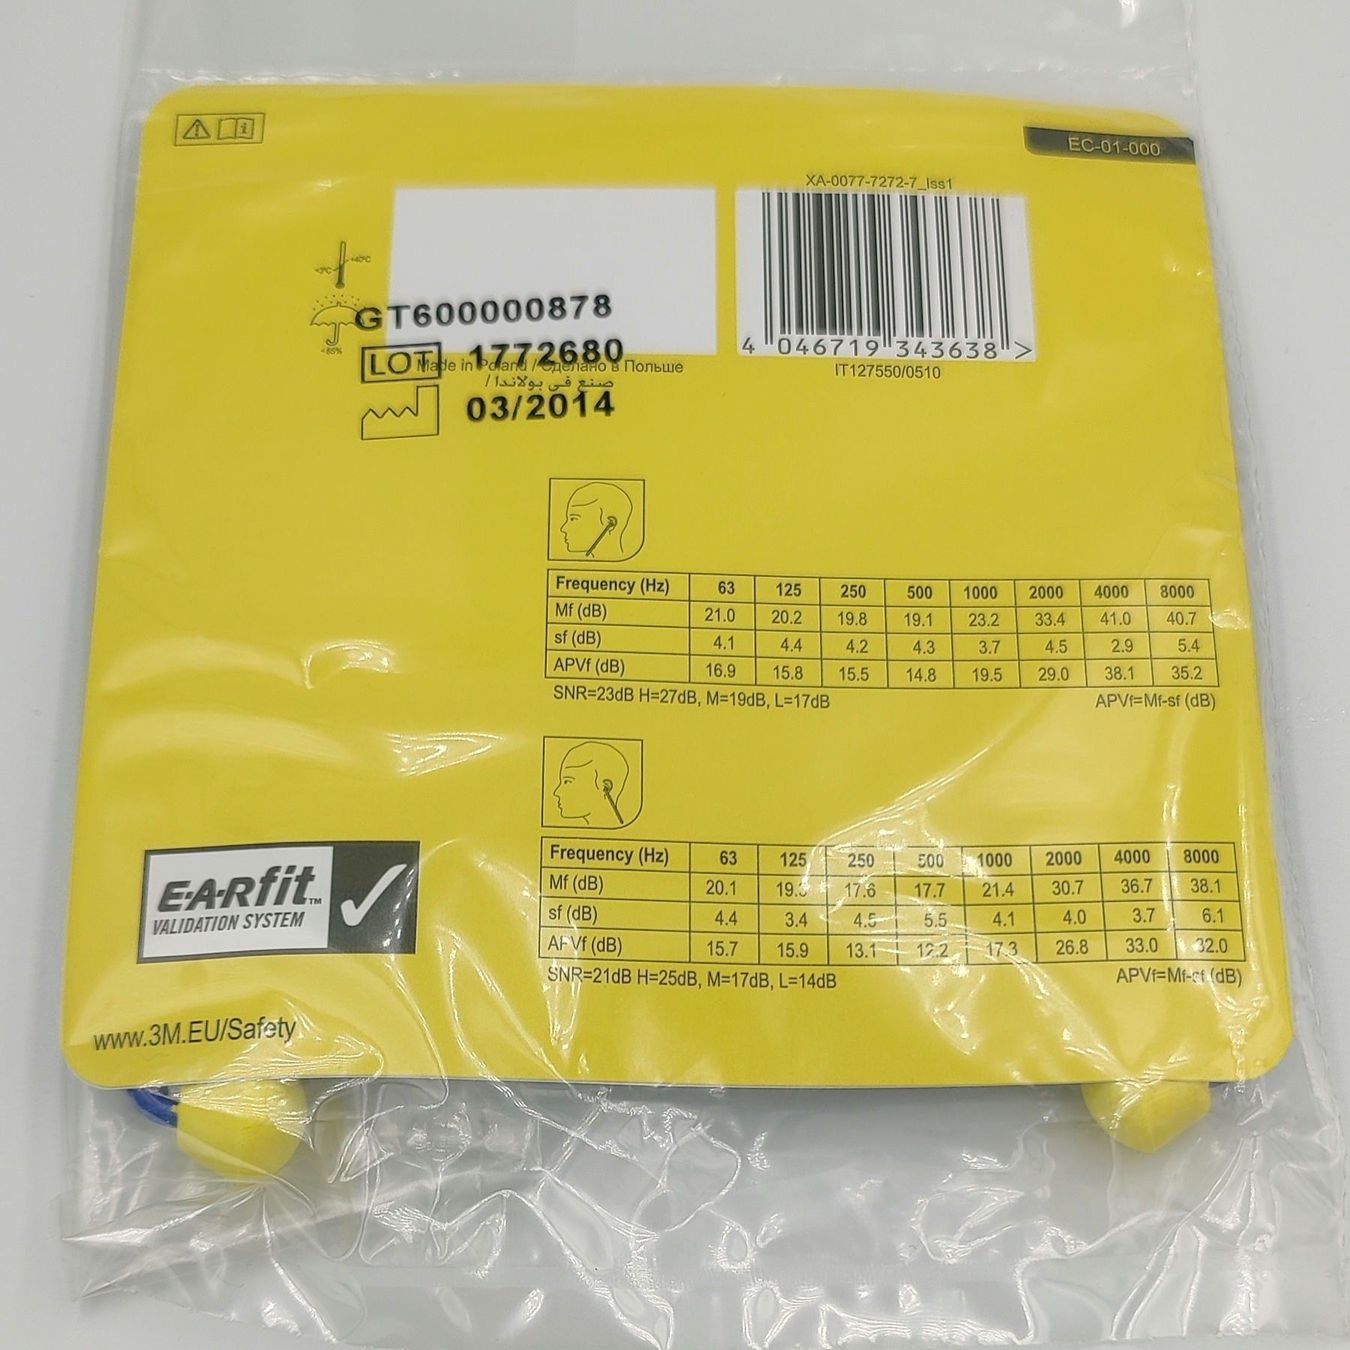 EC-01-000
XA-0077-7272-7_Iss1
+40°C
<85%
GT600000878
LOT 1772680
Made in Poland / Сделано в Польше
/ صنع في بولاندا
03/2014
4 046719 343638 >
IT127550/0510
Frequency (Hz) 63 125 250 500 1000 2000 4000 8000
Mf (dB) 21.0 20.2 19.8 19.1 23.2 33.4 41.0 40.7
sf (dB) 4.1 4.4 4.2 4.3 3.7 4.5 2.9 5.4
APVf (dB) 16.9 15.8 15.5 14.8 19.5 29.0 38.1 35.2
SNR=23dB H=27dB, M=19dB, L=17dB APVf=Mf-sf (dB)
Frequency (Hz) 63 125 250 500 1000 2000 4000 8000
Mf (dB) 20.1 19.3 17.6 17.7 21.4 30.7 36.7 38.1
sf (dB) 4.4 3.4 4.5 5.5 4.1 4.0 3.7 6.1
APVf (dB) 15.7 15.9 13.1 12.2 17.3 26.8 33.0 32.0
SNR=21dB H=25dB, M=17dB, L=14dB APVf=Mf-sf (dB)
E·A·Rfit™
VALIDATION SYSTEM
www.3M.EU/Safety